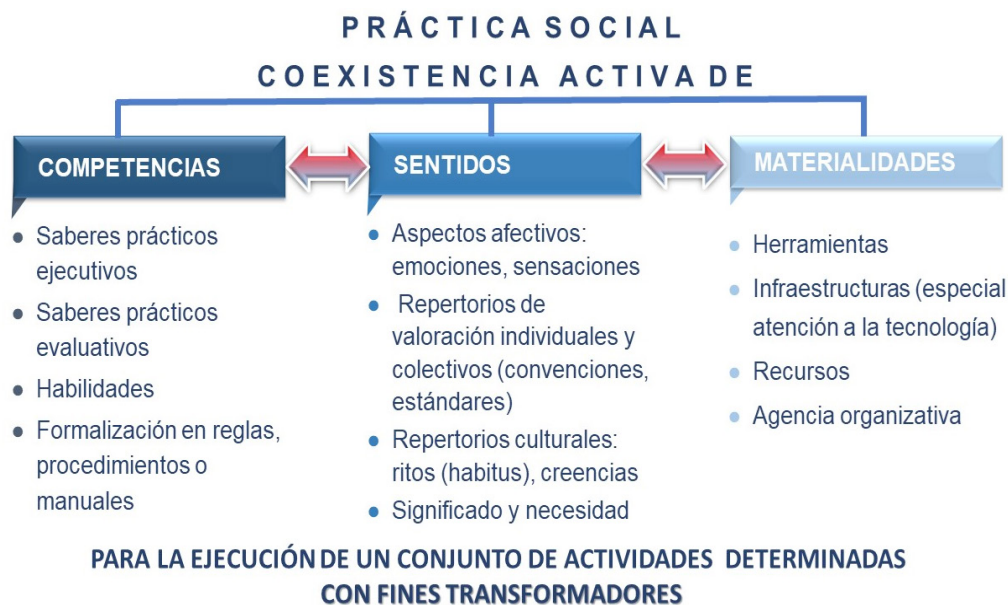 PRÁCTICA SOCIAL
COEXISTENCIA ACTIVA DE
COMPETENCIAS
• Saberes prácticos
ejecutivos
• Saberes prácticos
evaluativos
• Habilidades
• Formalización en reglas,
procedimientos o
manuales
SENTIDOS
• Aspectos afectivos:
emociones, sensaciones
• Repertorios de
valoración individuales y
colectivos (convenciones,
estándares)
• Repertorios culturales:
ritos (habitus), creencias
• Significado y necesidad
MATERIALIDADES
• Herramientas
• Infraestructuras (especial
atención a la tecnología)
• Recursos
• Agencia organizativa
PARA LA EJECUCIÓN DE UN CONJUNTO DE ACTIVIDADES DETERMINADAS
CON FINES TRANSFORMADORES